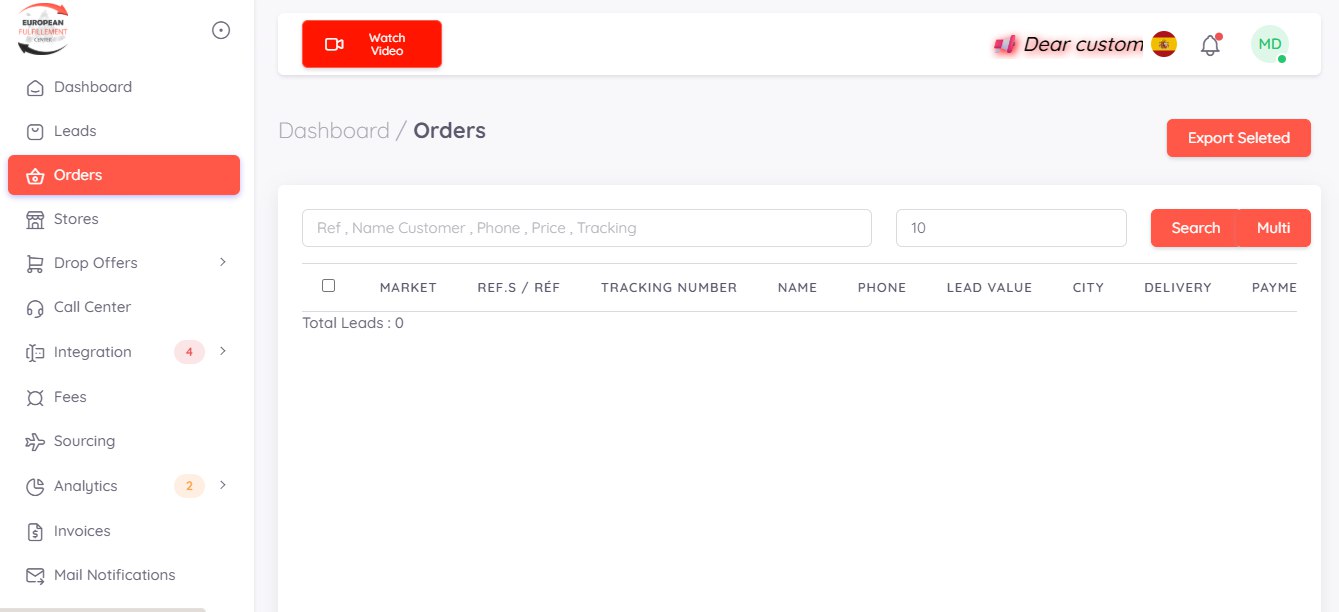 EUROPEAN
FULFILLEMENT
CENTRE
Watch
Video
Dear custom
MD
Dashboard
Leads
Orders
Stores
Drop Offers
Call Center
Integration 4
Fees
Sourcing
Analytics 2
Invoices
Mail Notifications
Dashboard / Orders
Export Seleted
Ref , Name Customer , Phone , Price , Tracking
10
Search
Multi
MARKET REF.S / RÉF TRACKING NUMBER NAME PHONE LEAD VALUE CITY DELIVERY PAYME
Total Leads : 0